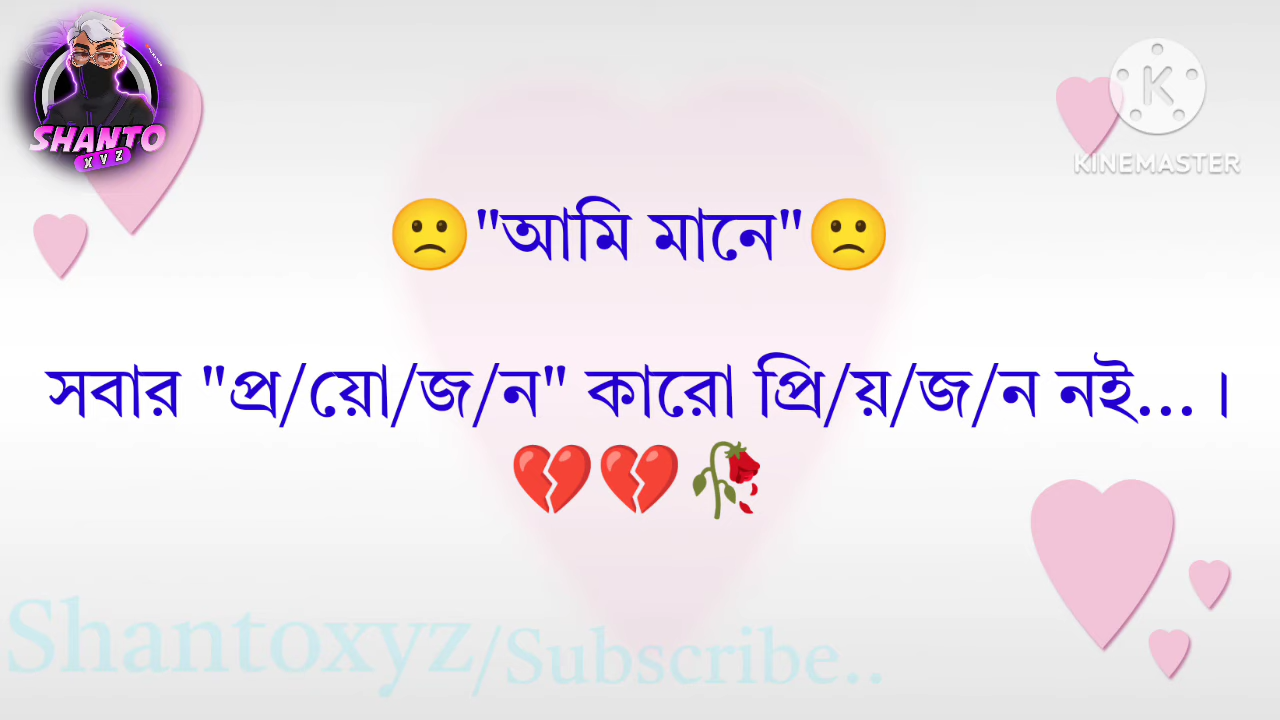 SHANTO
XYZ
KINEMASTER
🙁"আমি মানে"🙁
সবার "প্র/য়ো/জ/ন" কারো প্রি/য়/জ/ন নই...।
💔💔🥀
Shantoxyz/Subscribe..